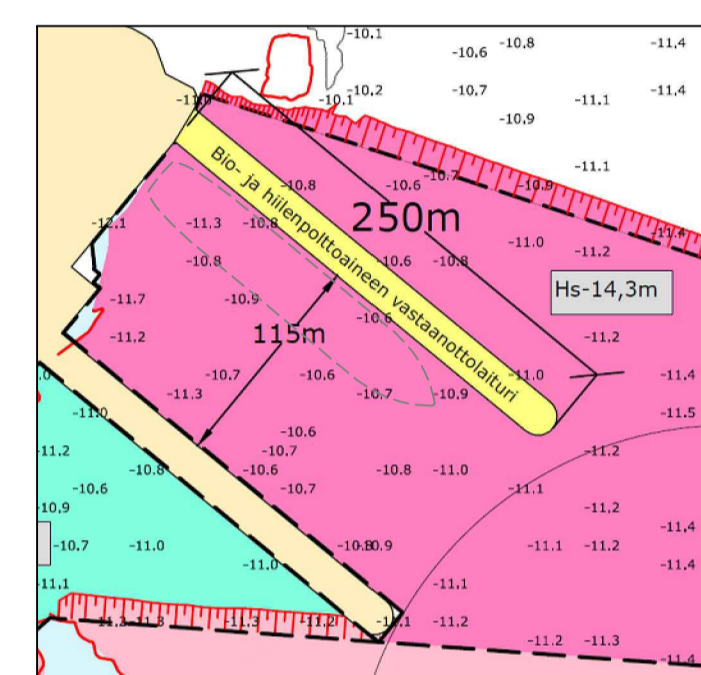 -10.1
-10.6 -10.8 -11.4
-10.2 -10.7 -11.4
-11.0 -10.1 -11.1
-10.9
-11.1
Bio- ja hiilenpolttoaineen vastaanottolaituri
-10.8 -10.6 -10.7 -10.9
250m
-12.1 -11.3 -10.8 -11.4
-11.0 -11.2
-10.8 -10.6 -10.8
Hs-14,3m
-11.7 -10.9
-10.6
115m
-11.2 -11.2
-10.7 -10.6 -11.0 -11.4
-11.3 -10.7 -10.9
-11.0 -11.5
-10.6
11.2 -10.7 -11.2
-10.8 -10.6 -10.8 -11.0
-10.6 -10.7 -11.1
10.9 -11.2
-11.4
-10.7 -11.0 -10.9 -11.1 -11.2
-11.0 -11.4
11.1 -11.1
-11.3 -11.3 -11.2 -11.2
-11.2 -11.3
-11.4